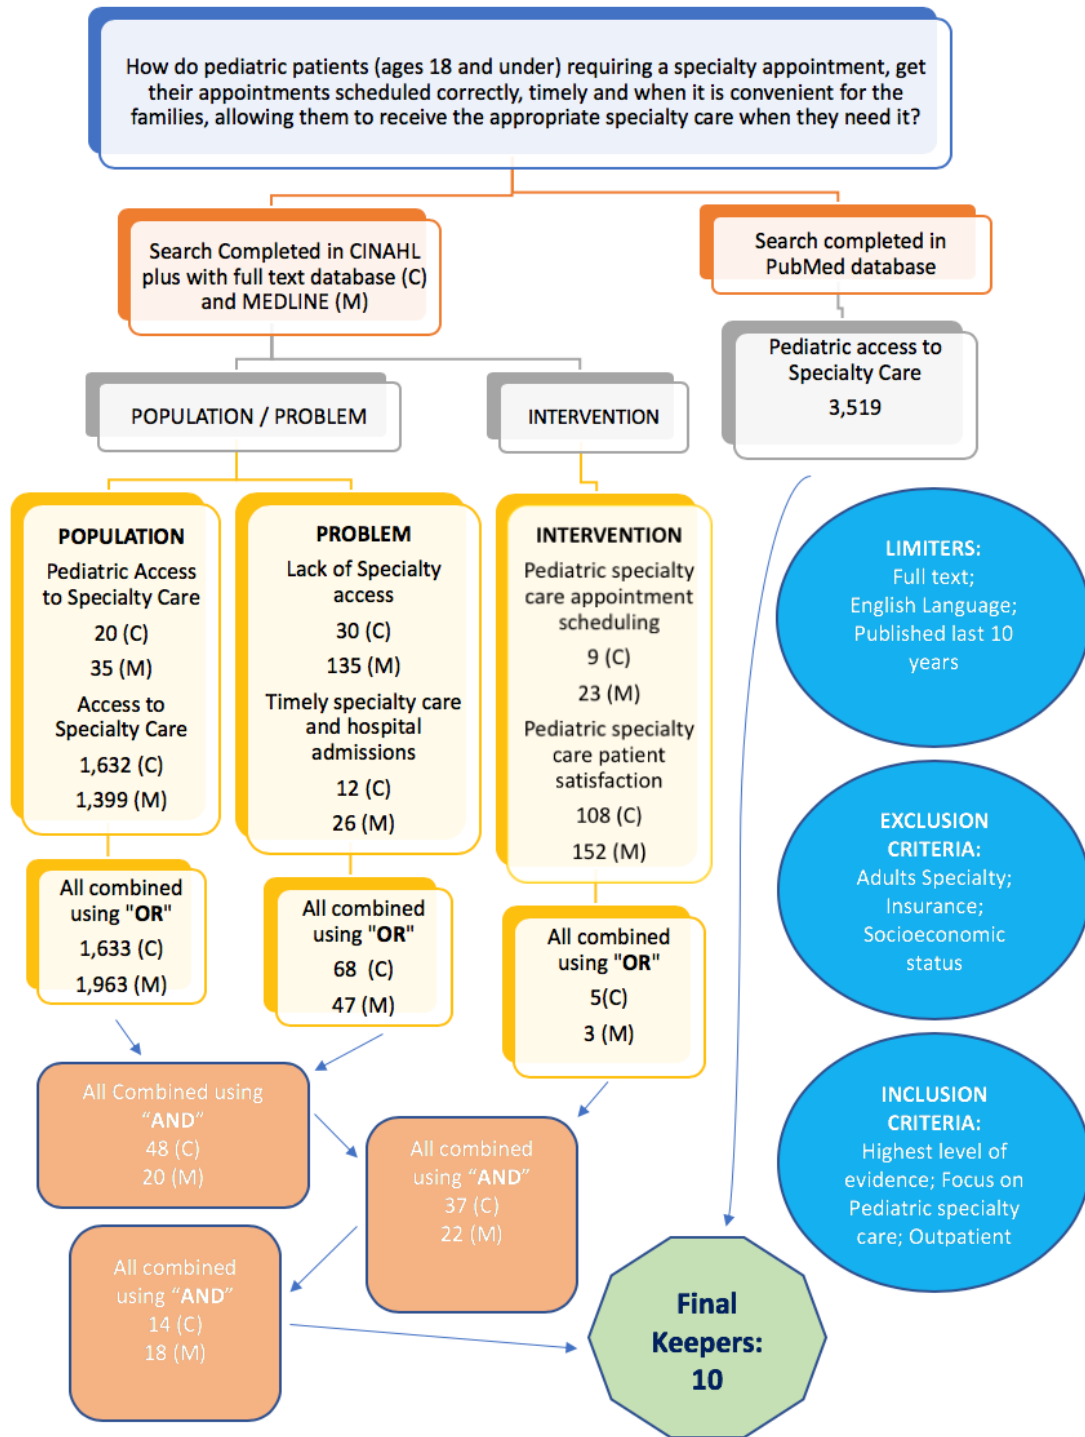 How do pediatric patients (ages 18 and under) requiring a specialty appointment, get
their appointments scheduled correctly, timely and when it is convenient for the
families, allowing them to receive the appropriate specialty care when they need it?
Search Completed in CINAHL
plus with full text database (C)
and MEDLINE (M)
Search completed in
PubMed database
Pediatric access to
Specialty Care
3,519
POPULATION / PROBLEM
INTERVENTION
POPULATION
Pediatric Access
to Specialty Care
20 (C)
35 (M)
Access to
Specialty Care
1,632 (C)
1,399 (M)
PROBLEM
Lack of Specialty
access
30 (C)
135 (M)
Timely specialty care
and hospital
admissions
12 (C)
26 (M)
INTERVENTION
Pediatric specialty
care appointment
scheduling
9 (C)
23 (M)
Pediatric specialty
care patient
satisfaction
108 (C)
152 (M)
LIMITERS:
Full text;
English Language;
Published last 10
years
All combined
using "OR"
1,633 (C)
1,963 (M)
All combined
using "OR"
68 (C)
47 (M)
All combined
using "OR"
5(C)
3 (M)
EXCLUSION
CRITERIA:
Adults Specialty;
Insurance;
Socioeconomic
status
All Combined using
“AND”
48 (C)
20 (M)
All combined
using “AND”
37 (C)
22 (M)
INCLUSION
CRITERIA:
Highest level of
evidence; Focus on
Pediatric specialty
care; Outpatient
All combined
using “AND”
14 (C)
18 (M)
Final
Keepers:
10